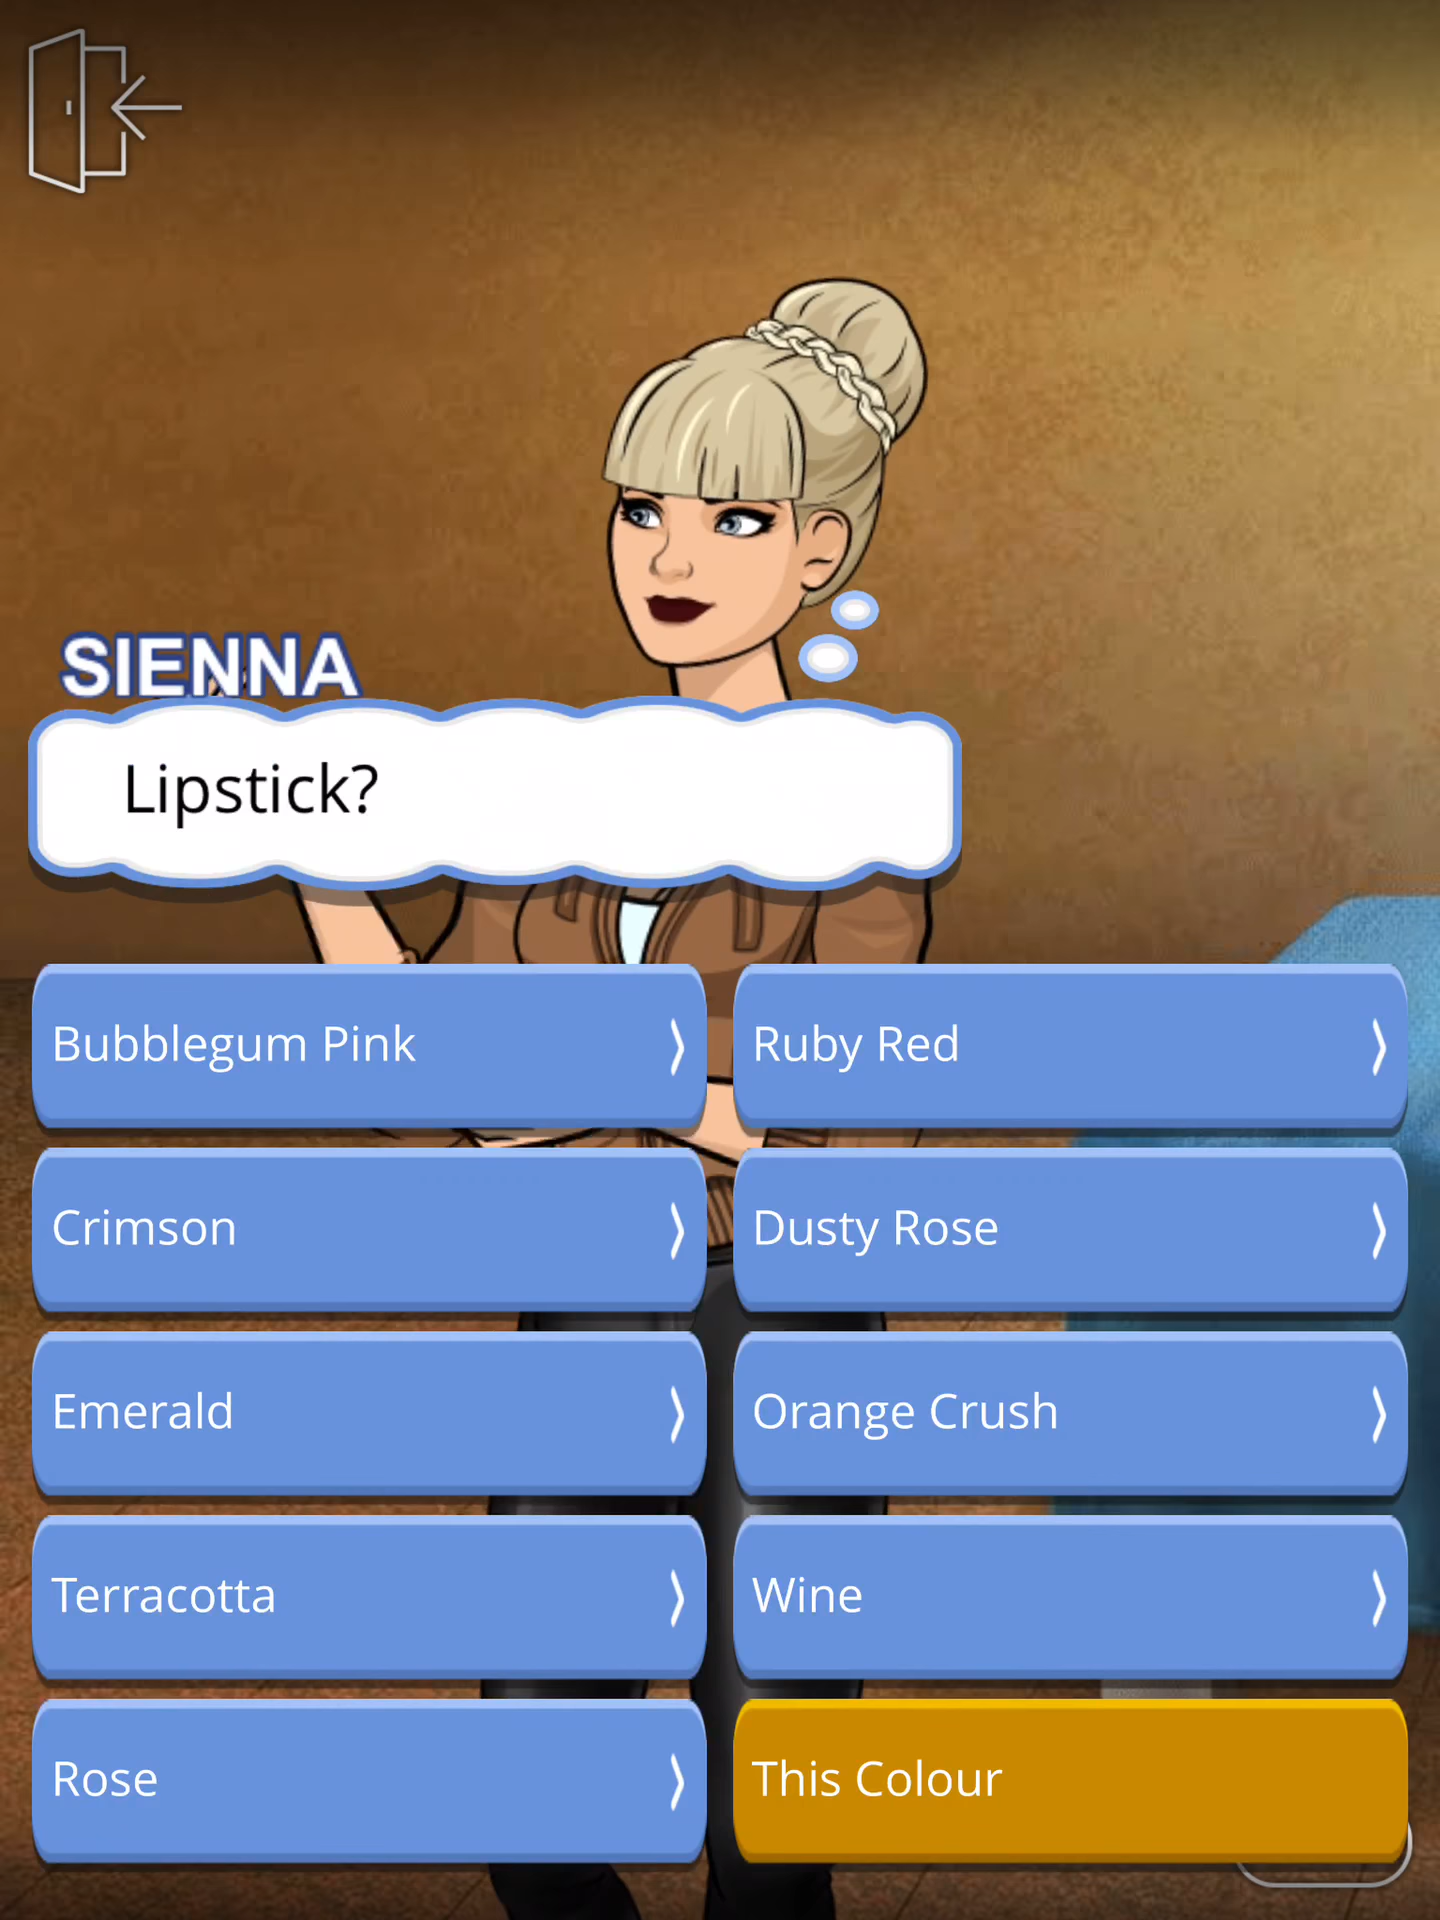 SIENNA
Lipstick?
Bubblegum Pink
Ruby Red
Crimson
Dusty Rose
Emerald
Orange Crush
Terracotta
Wine
Rose
This Colour